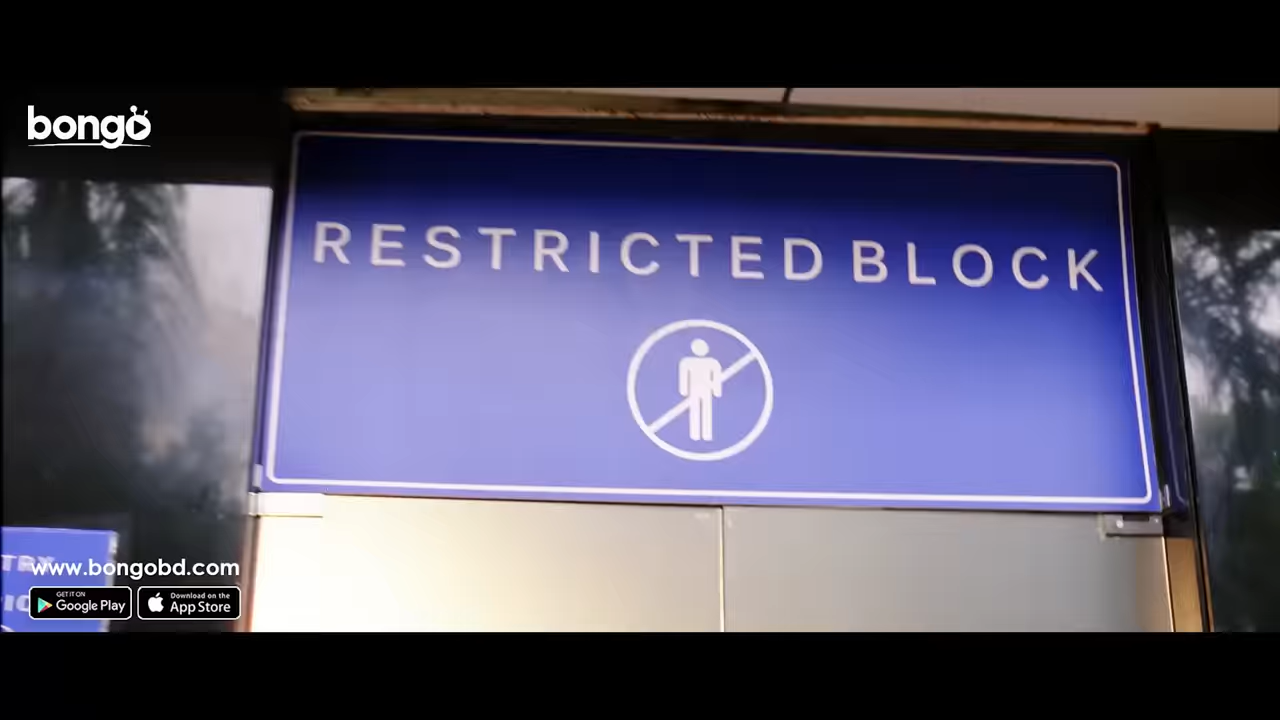 bongo
RESTRICTED BLOCK
www.bongobd.com
GET IT ON
Google Play
Download on the
App Store